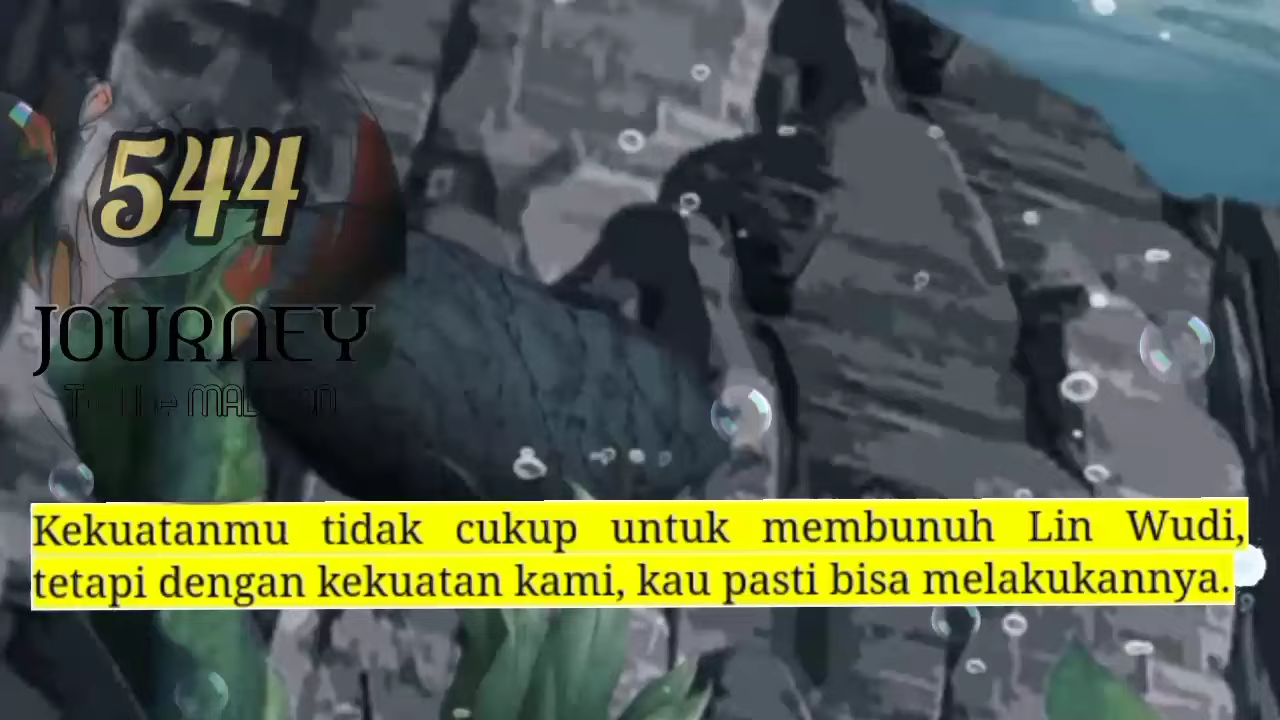 544
JOURNEY
Kekuatanmu tidak cukup untuk membunuh Lin Wudi,
tetapi dengan kekuatan kami, kau pasti bisa melakukannya.